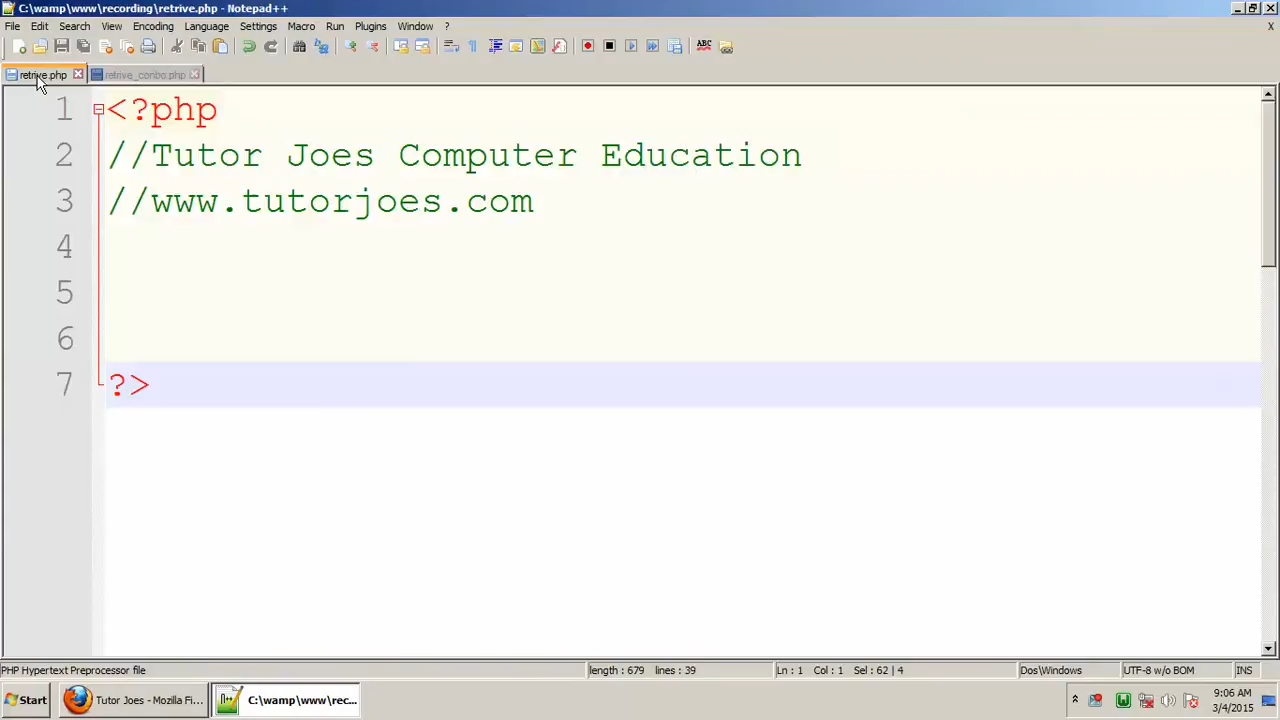 C:\wamp\www\recording\retrive.php - Notepad++
File Edit Search View Encoding Language Settings Macro Run Plugins Window ? X
retrive.php retrive_conbo.php
1 <?php
2 //Tutor Joes Computer Education
3 //www.tutorjoes.com
4
5
6
7 ?>
PHP Hypertext Preprocessor file length : 679 lines : 39 Ln : 1 Col : 1 Sel : 62 | 4 Dos\Windows UTF-8 w/o BOM INS
Start Tutor Joes - Mozilla Fi... C:\wamp\www\rec... 9:06 AM
3/4/2015